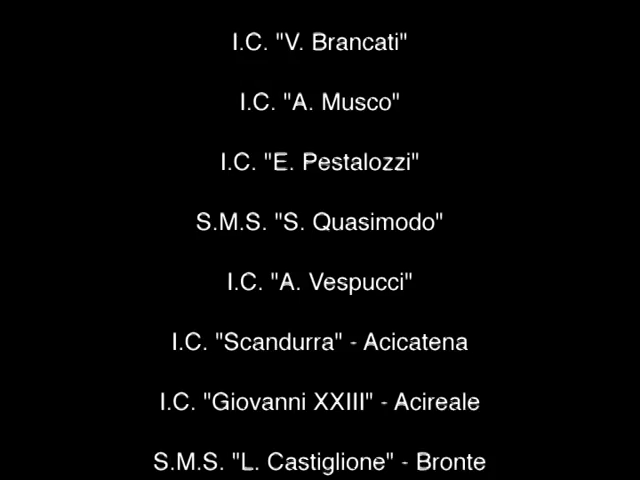 I.C. "V. Brancati"
I.C. "A. Musco"
I.C. "E. Pestalozzi"
S.M.S. "S. Quasimodo"
I.C. "A. Vespucci"
I.C. "Scandurra" - Acicatena
I.C. "Giovanni XXIII" - Acireale
S.M.S. "L. Castiglione" - Bronte